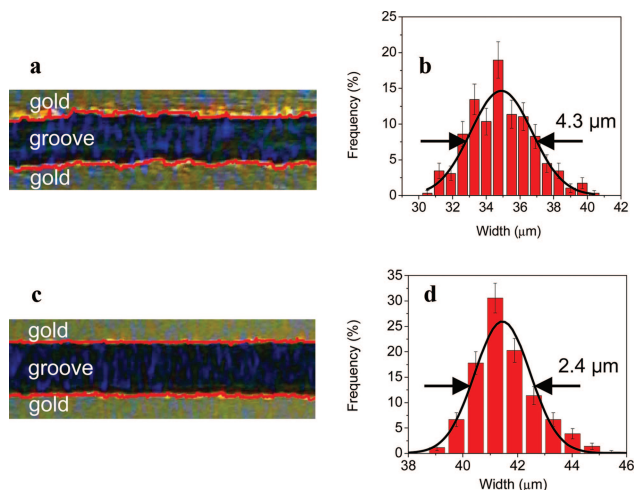 a
gold
groove
gold
b
25
20
15
10
5
0
Frequency (%)
4.3 μm
30 32 34 36 38 40 42
Width (μm)
c
gold
groove
gold
d
35
30
25
20
15
10
5
0
Frequency (%)
2.4 μm
38 40 42 44 46
Width (μm)